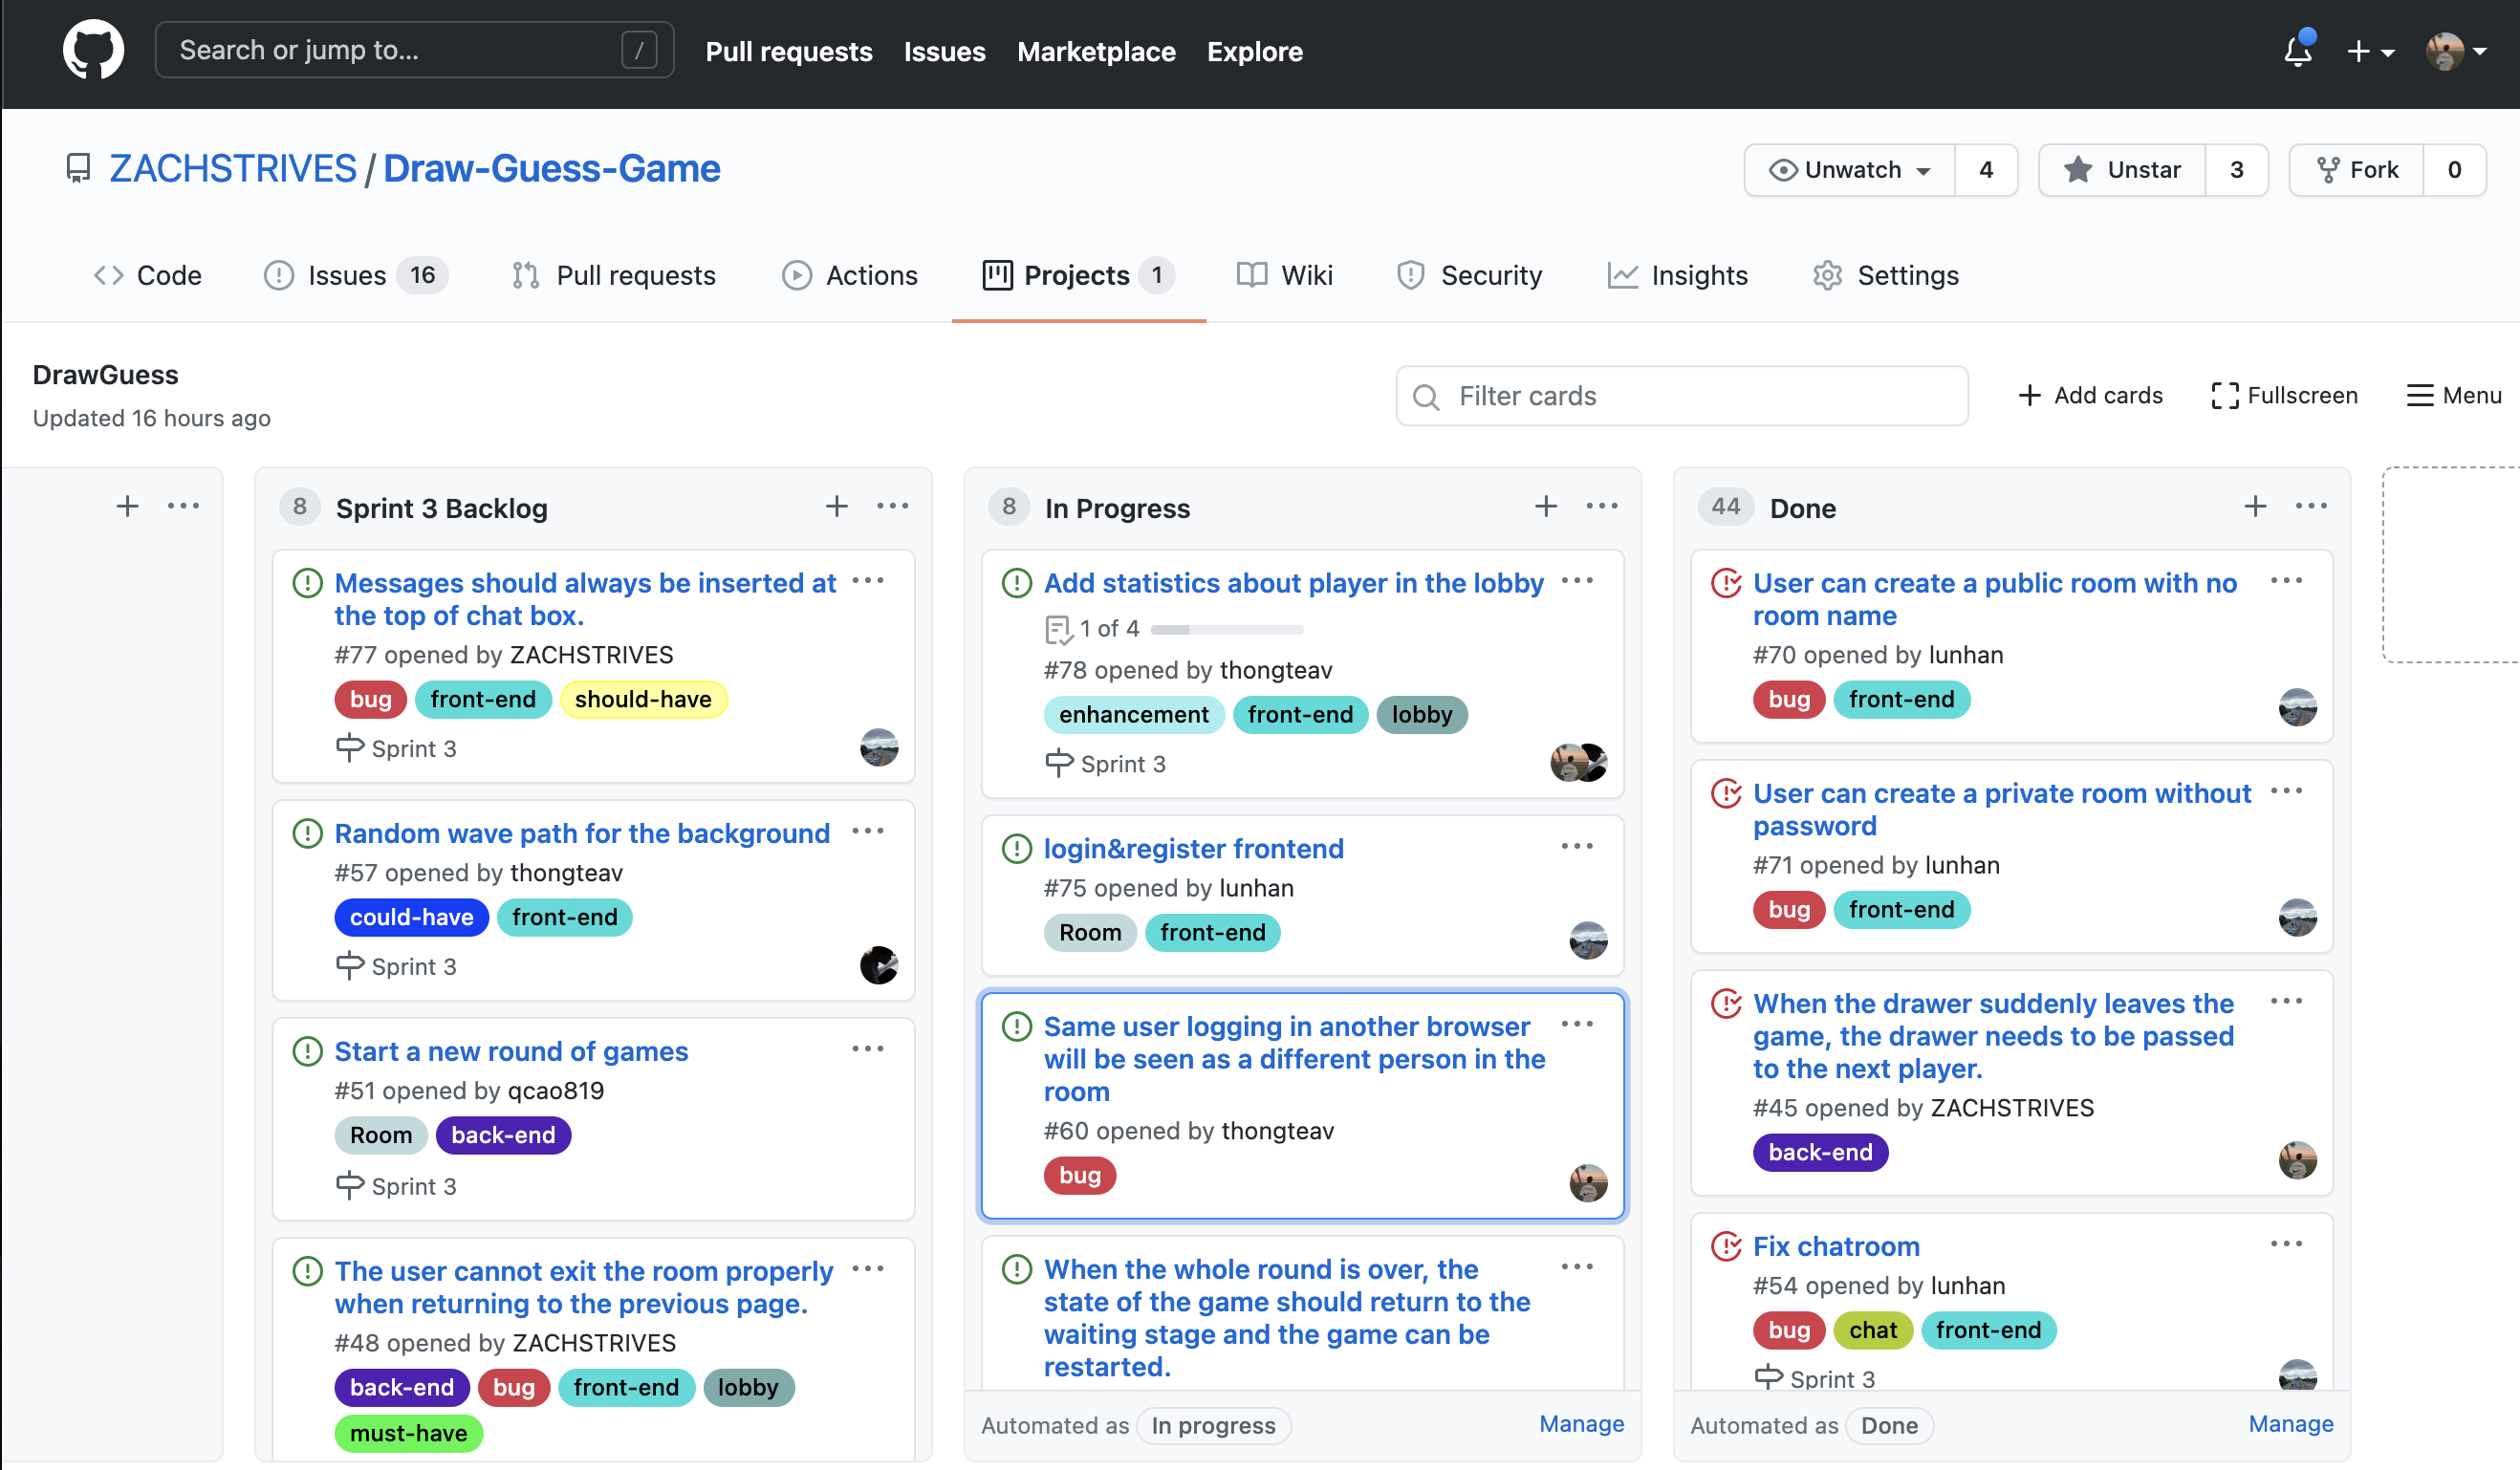 Search or jump to... /
Pull requests Issues Marketplace Explore
ZACHSTRIVES / Draw-Guess-Game
Unwatch 4 Unstar 3 Fork 0
Code Issues 16 Pull requests Actions Projects 1 Wiki Security Insights Settings
DrawGuess
Updated 16 hours ago
Filter cards
Add cards Fullscreen Menu
8 Sprint 3 Backlog
Messages should always be inserted at
the top of chat box.
#77 opened by ZACHSTRIVES
bug front-end should-have
Sprint 3
Random wave path for the background
#57 opened by thongteav
could-have front-end
Sprint 3
Start a new round of games
#51 opened by qcao819
Room back-end
Sprint 3
The user cannot exit the room properly
when returning to the previous page.
#48 opened by ZACHSTRIVES
back-end bug front-end lobby
must-have
8 In Progress
Add statistics about player in the lobby
1 of 4
#78 opened by thongteav
enhancement front-end lobby
Sprint 3
login&register frontend
#75 opened by lunhan
Room front-end
Same user logging in another browser
will be seen as a different person in the
room
#60 opened by thongteav
bug
When the whole round is over, the
state of the game should return to the
waiting stage and the game can be
restarted.
Automated as In progress Manage
44 Done
User can create a public room with no
room name
#70 opened by lunhan
bug front-end
User can create a private room without
password
#71 opened by lunhan
bug front-end
When the drawer suddenly leaves the
game, the drawer needs to be passed
to the next player.
#45 opened by ZACHSTRIVES
back-end
Fix chatroom
#54 opened by lunhan
bug chat front-end
Sprint 3
Automated as Done Manage